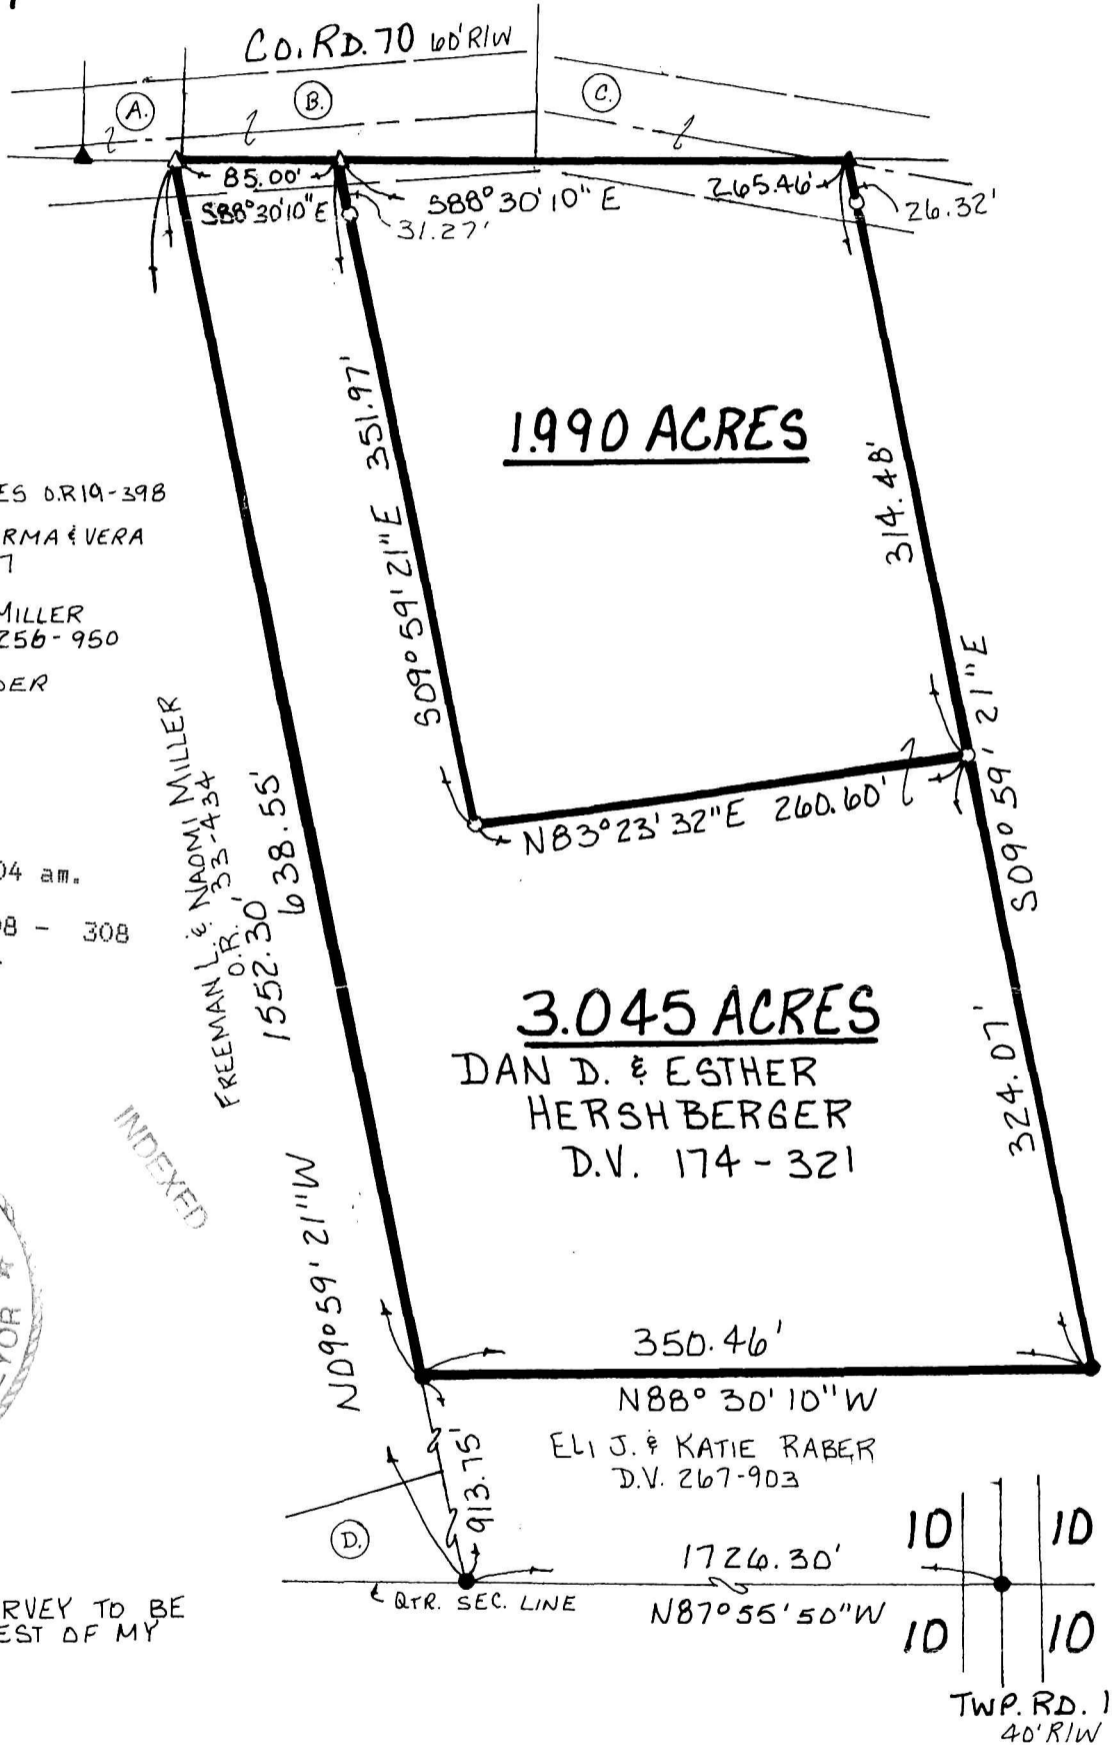 CO. RD. 70 60' R/W
A.
B.
C.
85.00'
S88°30'10"E
S88°30'10"E
265.46'
31.27'
26.32'
351.97'
S09°59'21"E
1.990 ACRES
314.48'
ES O.R 19-398
RMA & VERA
7
MILLER
256-950
DER
S09°59'21"E
N83°23'32"E 260.60'
FREEMAN L. & NAOMI MILLER
O.R. 33-434
638.55'
1552.30'
04 am.
98 - 308
3.045 ACRES
DAN D. & ESTHER
HERSHBERGER
D.V. 174-321
324.07'
INDEXED
N09°59'21"W
YOR
350.46'
N88°30'10"W
ELI J. & KATIE RABER
D.V. 267-903
913.75'
D.
1726.30'
QTR. SEC. LINE
N87°55'50"W
10 10
10 10
RVEY TO BE
EST OF MY
TWP. RD. 1
40' R/W